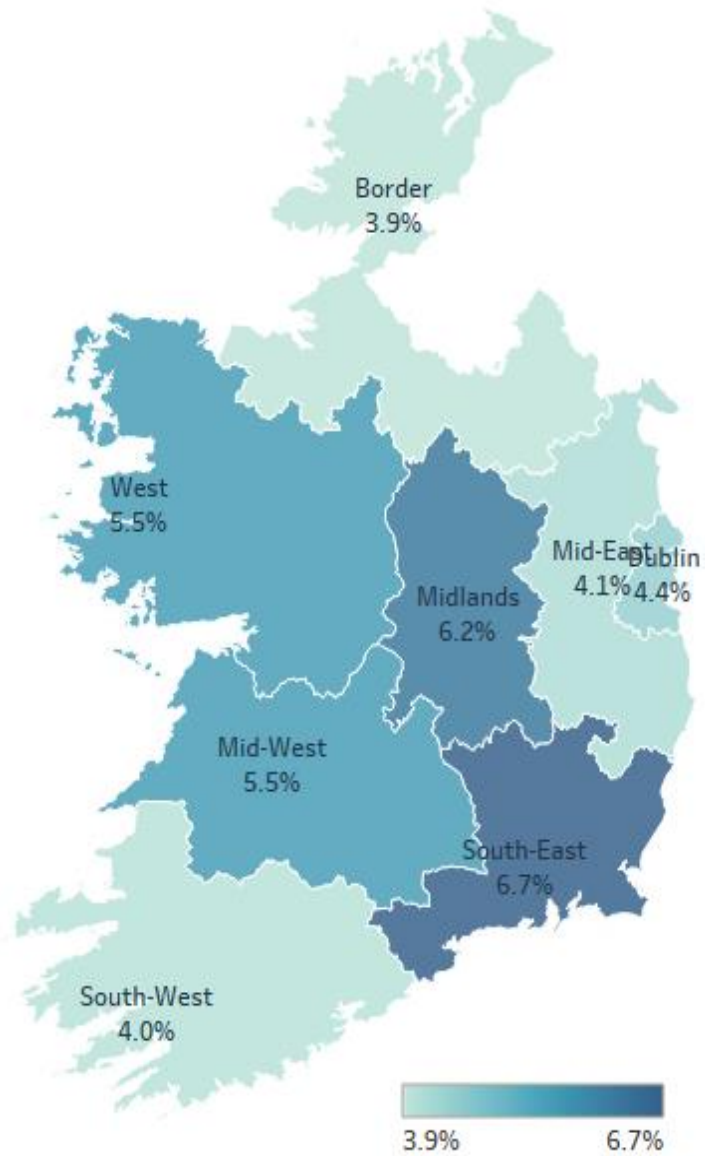 Border
3.9%
West
5.5%
Mid-East
4.1%
Dublin
4.4%
Midlands
6.2%
Mid-West
5.5%
South-East
6.7%
South-West
4.0%
3.9%
6.7%